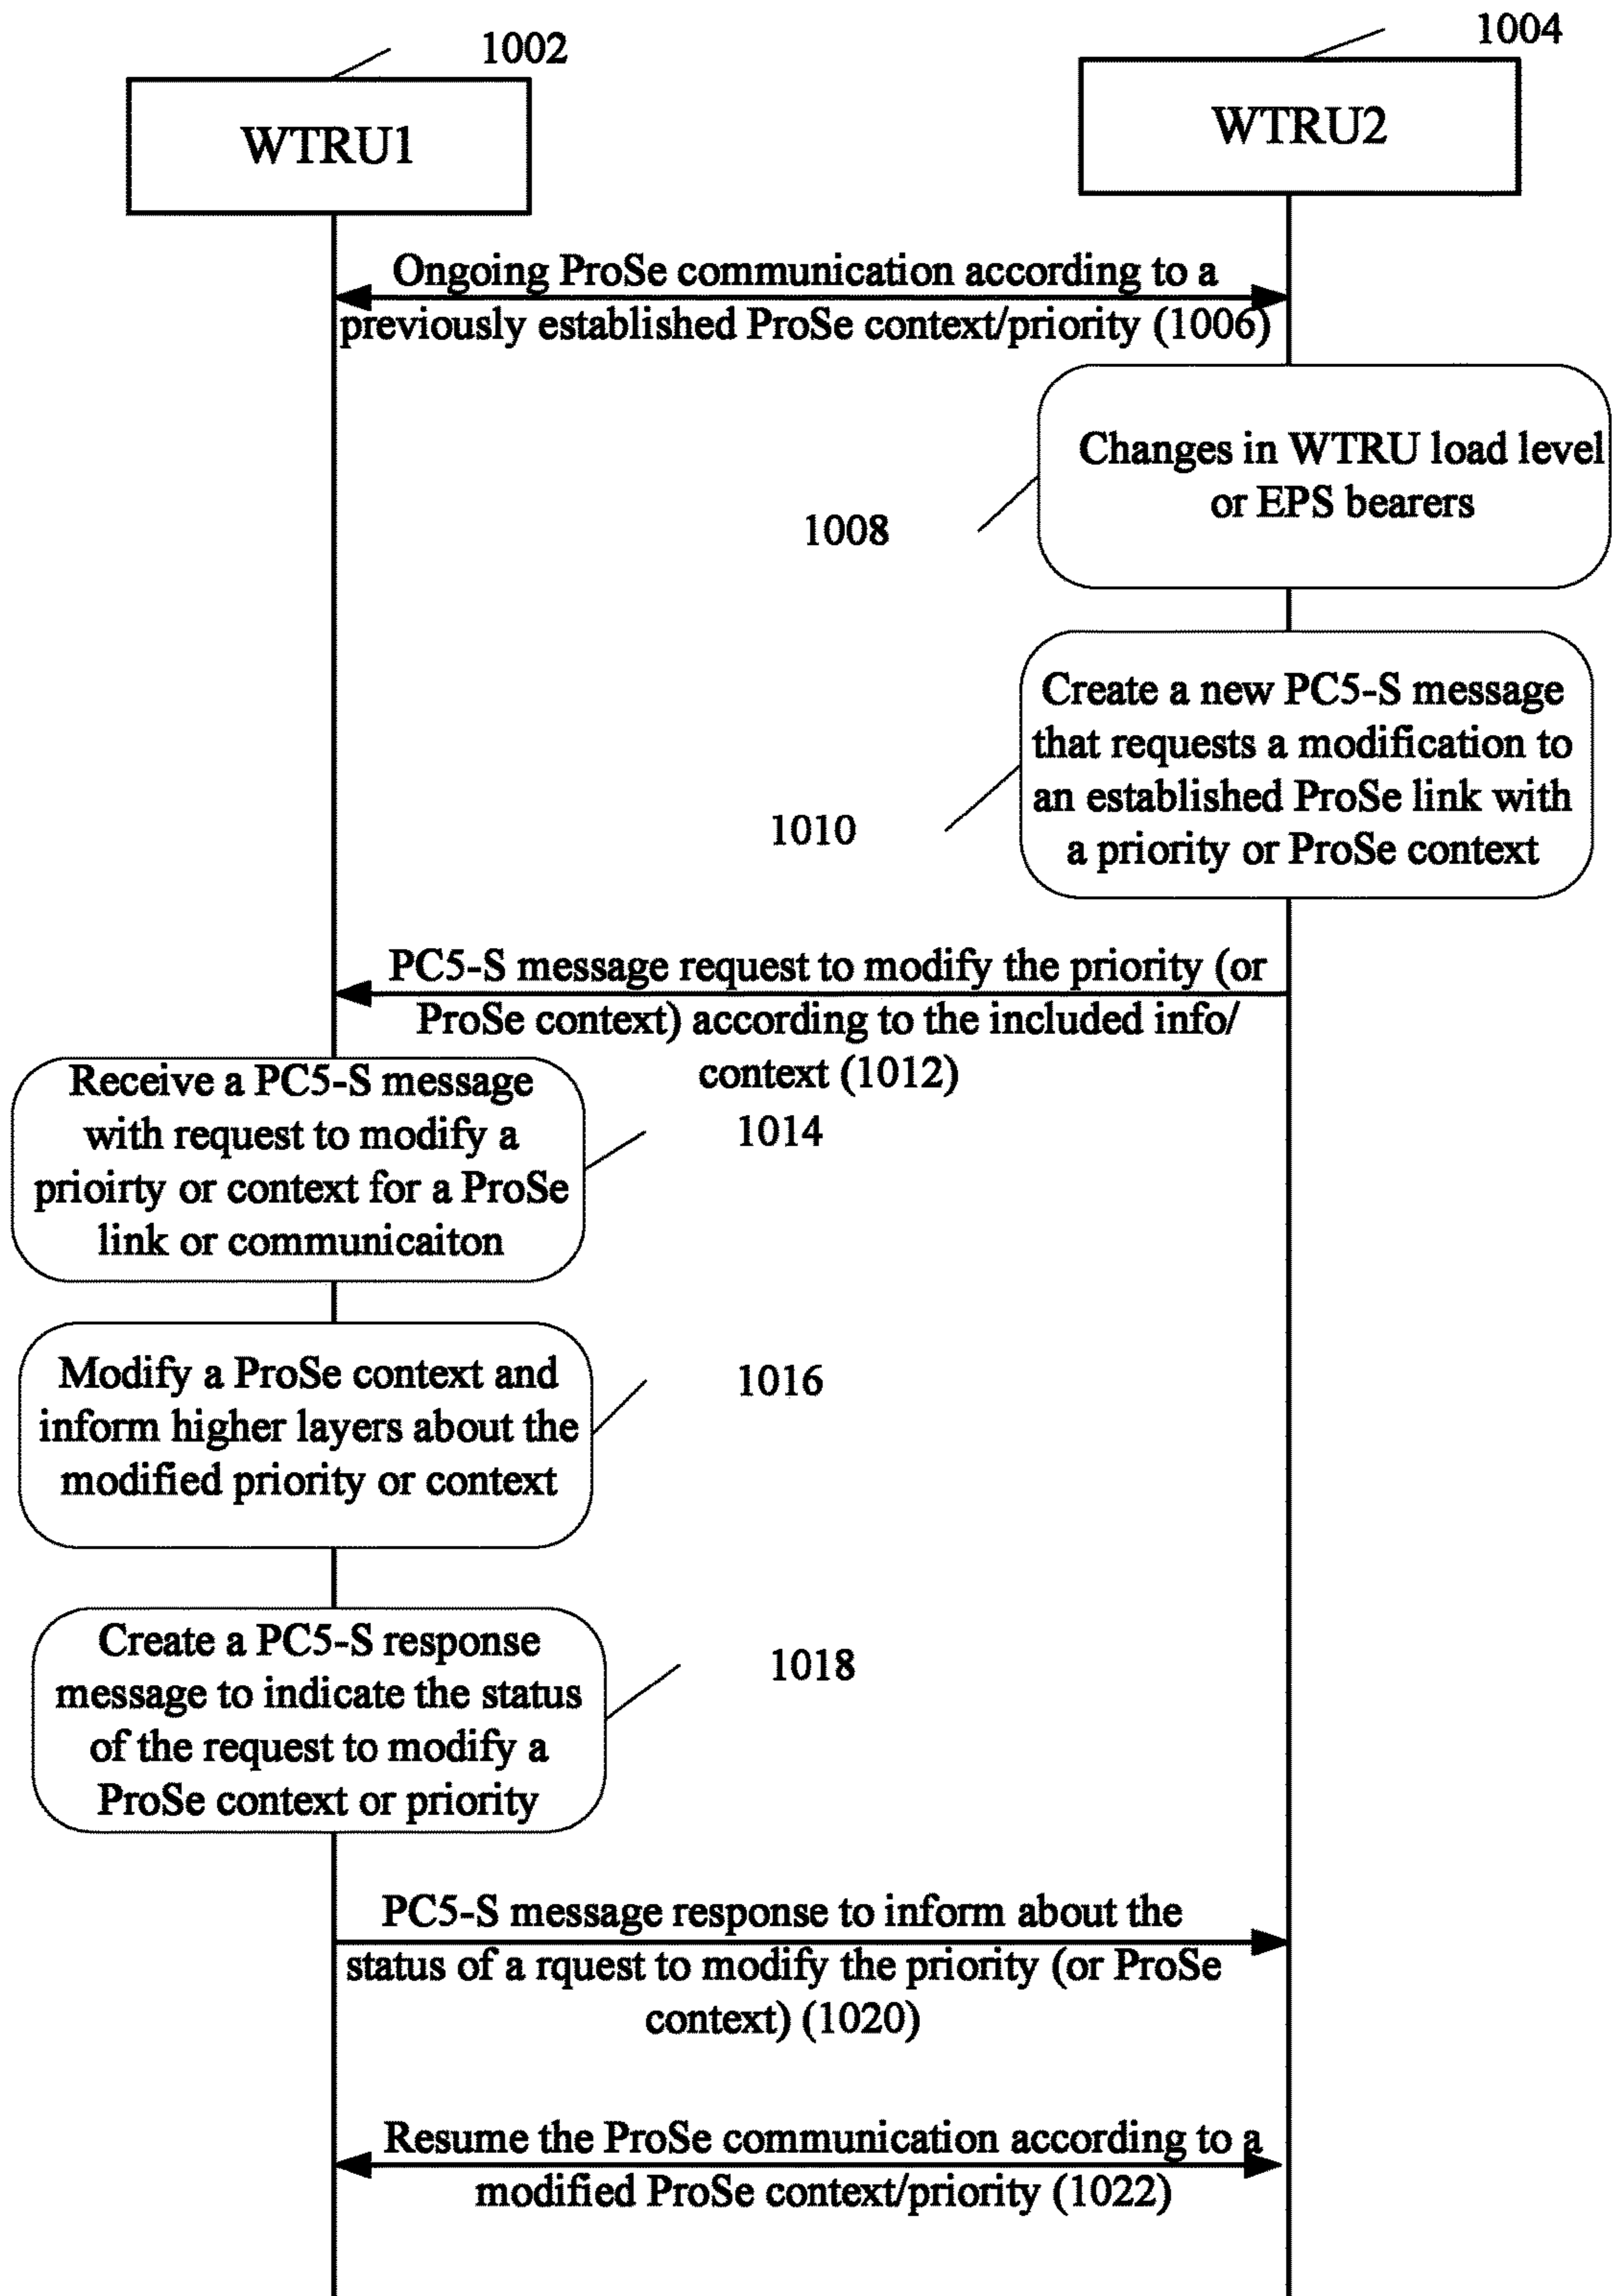 1002
1004
WTRU1
WTRU2
Ongoing ProSe communication according to a
previously established ProSe context/priority (1006)
Changes in WTRU load level
or EPS bearers
1008
Create a new PC5-S message
that requests a modification to
an established ProSe link with
a priority or ProSe context
1010
PC5-S message request to modify the priority (or
ProSe context) according to the included info/
context (1012)
Receive a PC5-S message
with request to modify a
prioirty or context for a ProSe
link or communicaiton
1014
Modify a ProSe context and
inform higher layers about the
modified priority or context
1016
Create a PC5-S response
message to indicate the status
of the request to modify a
ProSe context or priority
1018
PC5-S message response to inform about the
status of a rquest to modify the priority (or ProSe
context) (1020)
Resume the ProSe communication according to a
modified ProSe context/priority (1022)